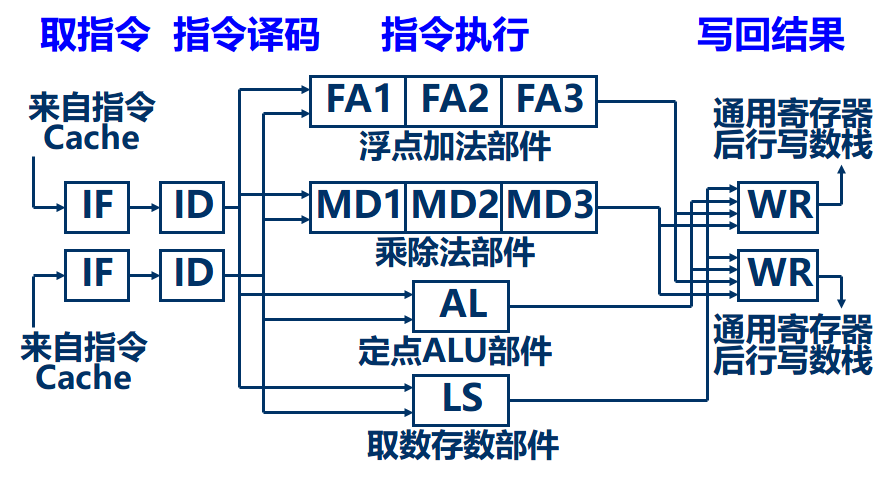 取指令 指令译码 指令执行 写回结果
来自指令
Cache
FA1 FA2 FA3
浮点加法部件
通用寄存器
后行写数栈
IF ID
MD1 MD2 MD3
WR
乘除法部件
IF ID
WR
AL
定点ALU部件
来自指令
Cache
通用寄存器
后行写数栈
LS
取数存数部件